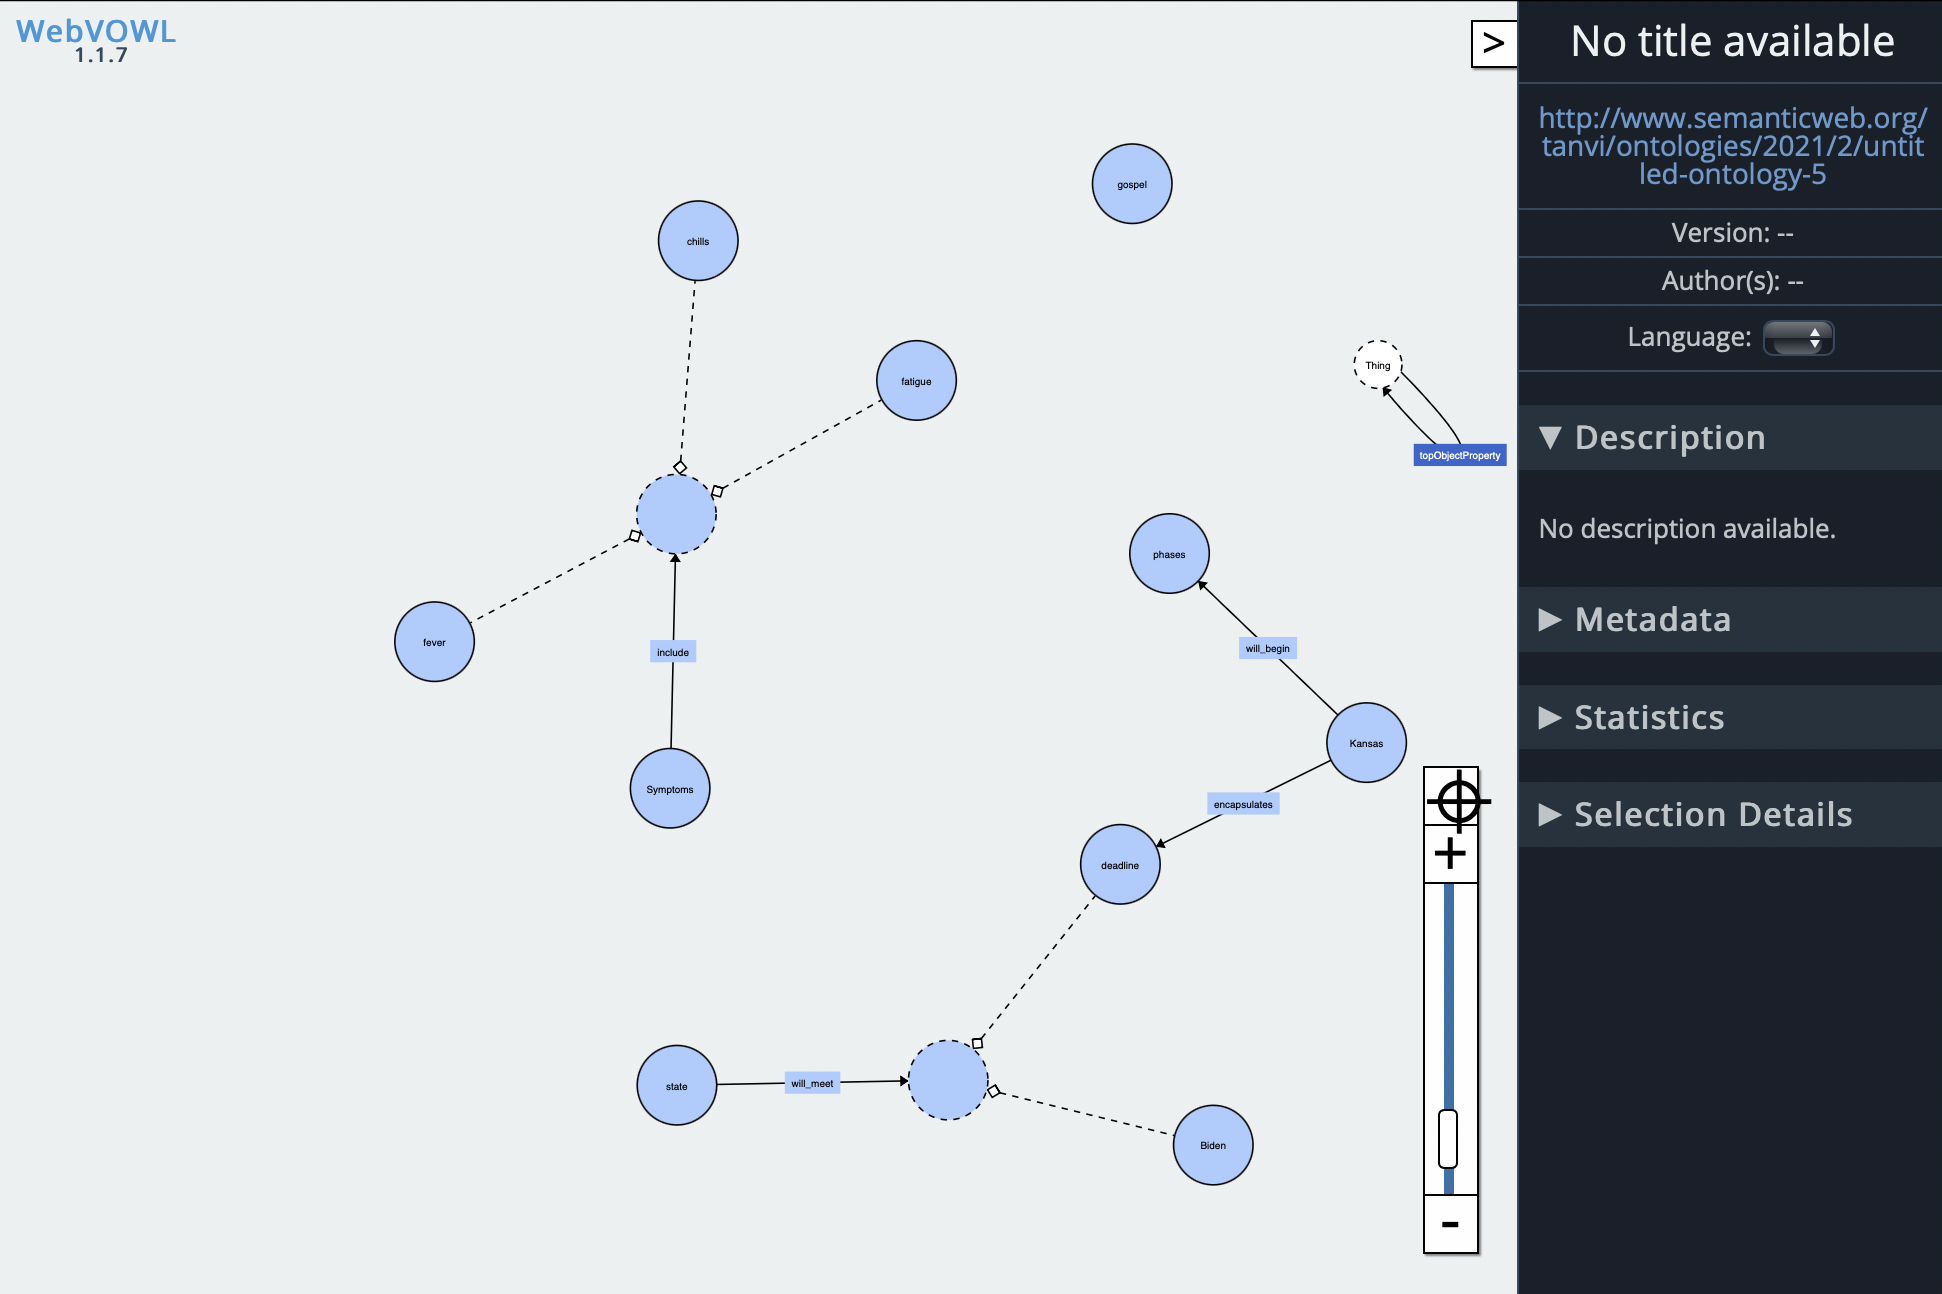 WebVOWL
1.1.7
>
gospel
chills
Thing
fatigue
topObjectProperty
phases
fever
include
will_begin
Kansas
Symptoms
encapsulates
deadline
state
will_meet
Biden
+
-
No title available
http://www.semanticweb.org/
tanvi/ontologies/2021/2/untit
led-ontology-5
Version: --
Author(s): --
Language:
▼ Description
No description available.
▶ Metadata
▶ Statistics
▶ Selection Details